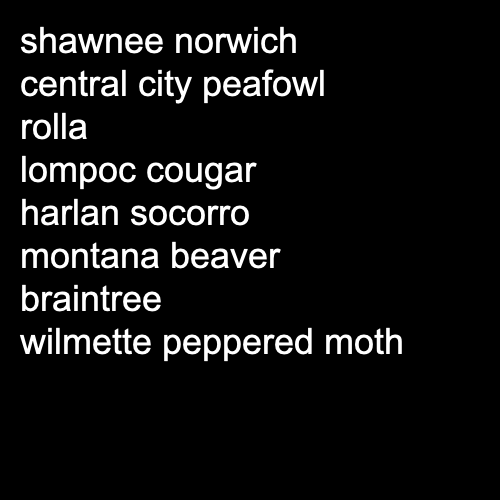 shawnee norwich
central city peafowl
rolla
lompoc cougar
harlan socorro
montana beaver
braintree
wilmette peppered moth